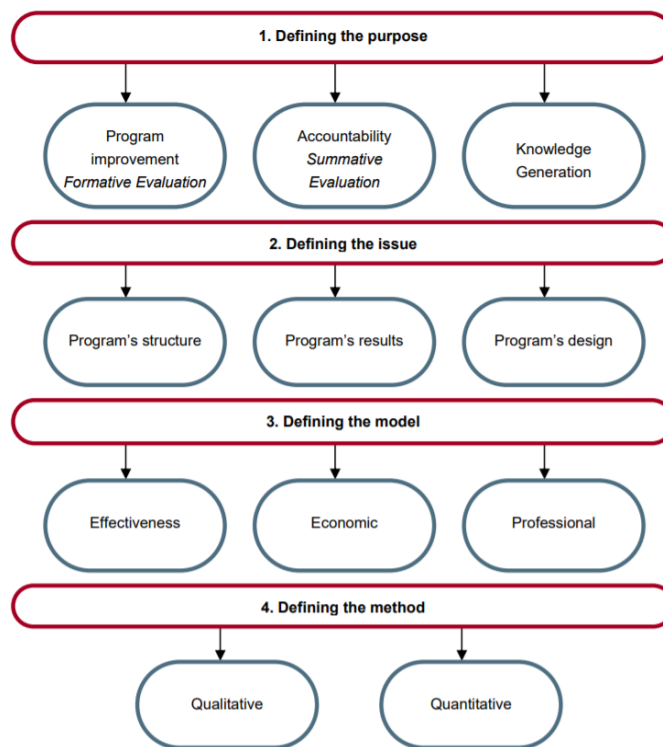 1. Defining the purpose
Program
improvement
Formative Evaluation
Accountability
Summative
Evaluation
Knowledge
Generation
2. Defining the issue
Program’s structure
Program’s results
Program’s design
3. Defining the model
Effectiveness
Economic
Professional
4. Defining the method
Qualitative
Quantitative